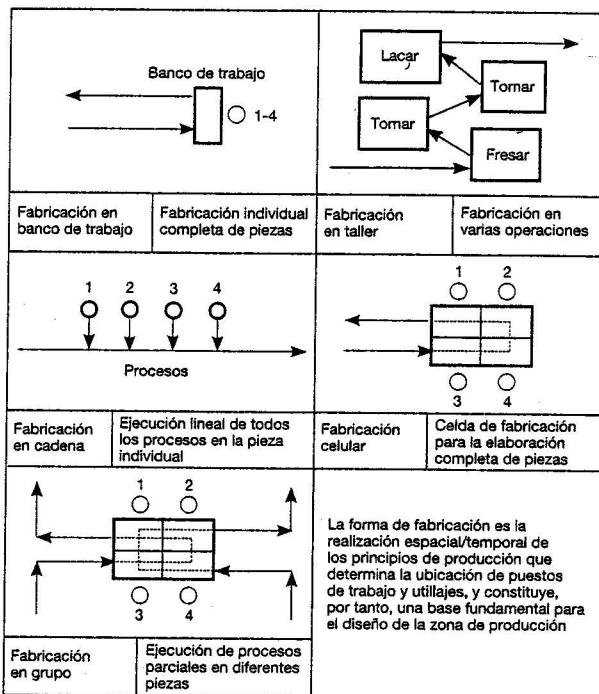 Banco de trabajo
1-4
Fabricación en
banco de trabajo
Fabricación individual
completa de piezas
Lacar
Tornar
Tornar
Fresar
Fabricación
en taller
Fabricación en
varias operaciones
1 2 3 4
Procesos
Fabricación
en cadena
Ejecución lineal de todos
los procesos en la pieza
individual
1 2
3 4
Fabricación
celular
Celda de fabricación
para la elaboración
completa de piezas
1 2
3 4
Fabricación
en grupo
Ejecución de procesos
parciales en diferentes
piezas
La forma de fabricación es la
realización espacial/temporal de
los principios de producción que
determina la ubicación de puestos
de trabajo y utillajes, y constituye,
por tanto, una base fundamental para
el diseño de la zona de producción